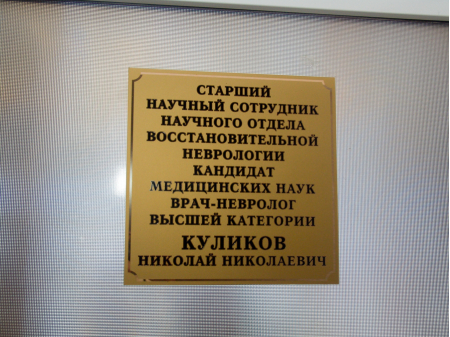 СТАРШИЙ
НАУЧНЫЙ СОТРУДНИК
НАУЧНОГО ОТДЕЛА
ВОССТАНОВИТЕЛЬНОЙ
НЕВРОЛОГИИ
КАНДИДАТ
МЕДИЦИНСКИХ НАУК
ВРАЧ-НЕВРОЛОГ
ВЫСШЕЙ КАТЕГОРИИ
КУЛИКОВ
НИКОЛАЙ НИКОЛАЕВИЧ